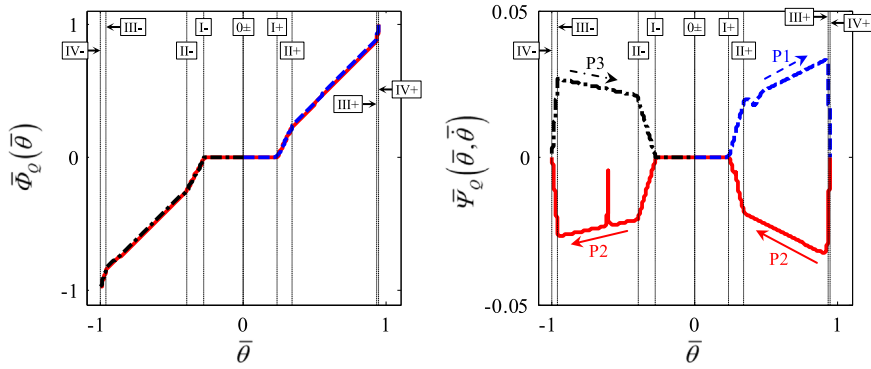 1
0
-1
-1
0
1
Φ̄_Q(θ̄)
θ̄
IV-
III-
II-
I-
0±
I+
II+
III+
IV+
0.05
0
-0.05
-1
0
1
Ψ̄_Q(θ̄,θ̄̇)
θ̄
IV-
III-
II-
I-
0±
I+
II+
III+
IV+
P3
P1
P2
P2